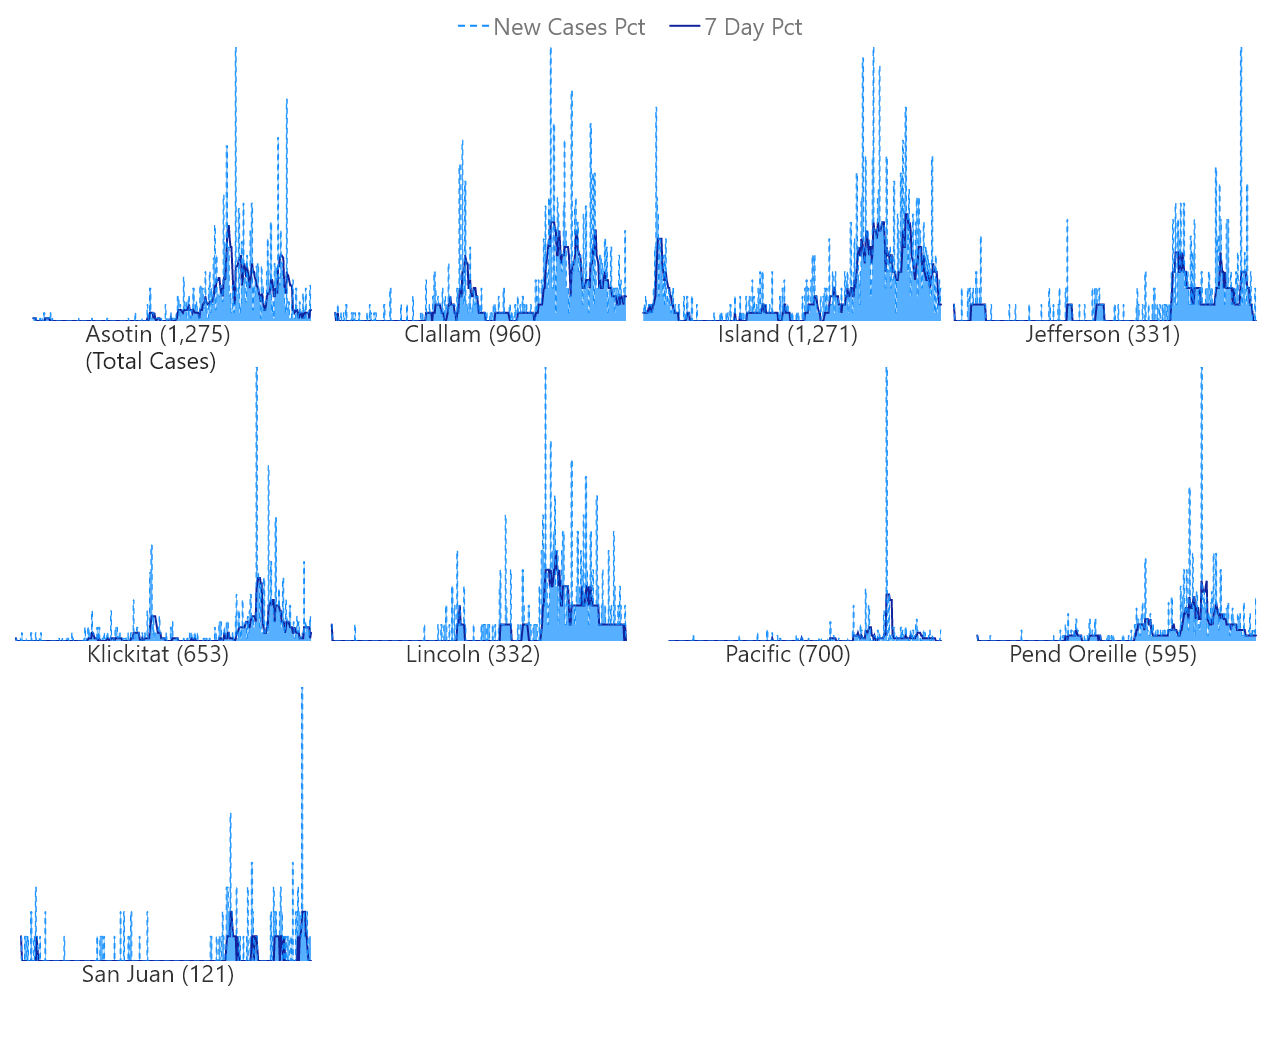 New Cases Pct 7 Day Pct
Asotin (1,275)
(Total Cases)
Clallam (960)
Island (1,271)
Jefferson (331)
Klickitat (653)
Lincoln (332)
Pacific (700)
Pend Oreille (595)
San Juan (121)